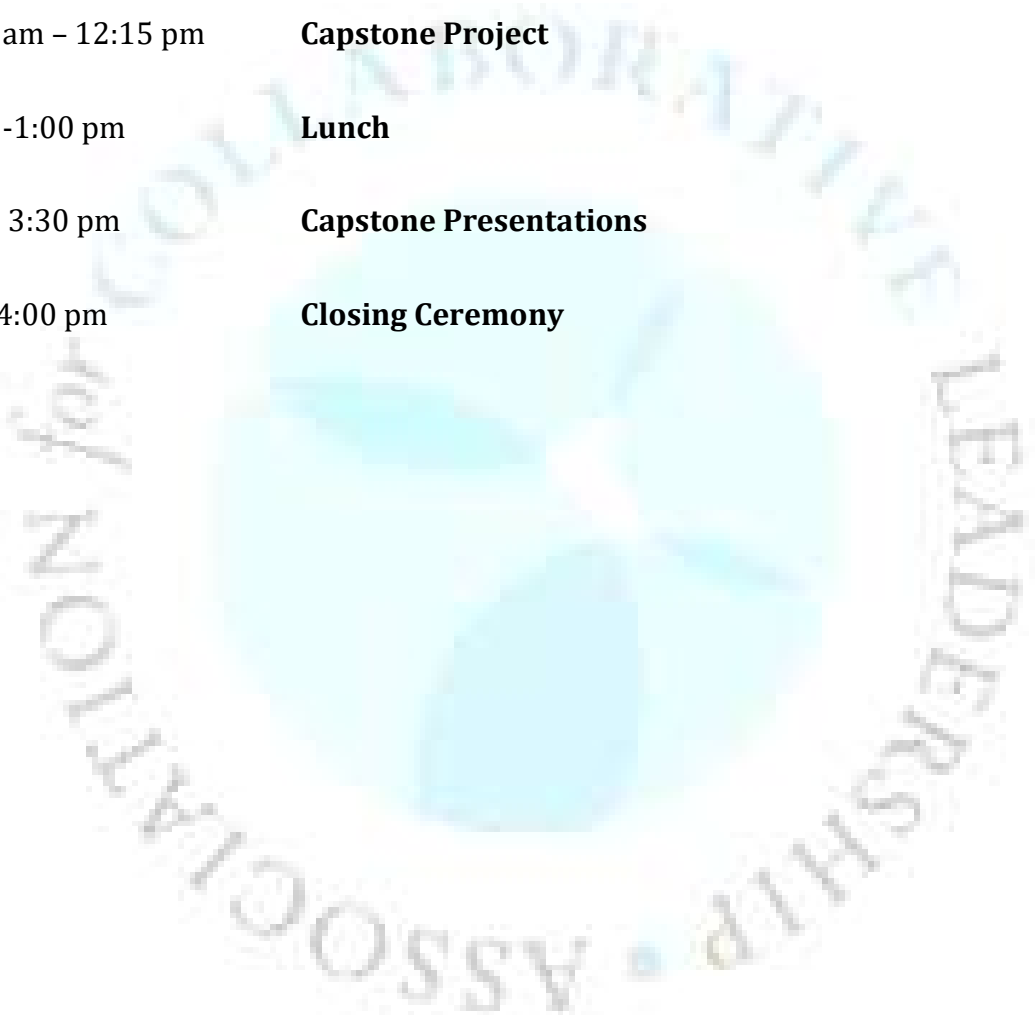 am – 12:15 pm Capstone Project
-1:00 pm Lunch
3:30 pm Capstone Presentations
4:00 pm Closing Ceremony
ASSOCIATION for COLLABORATIVE LEADERSHIP •